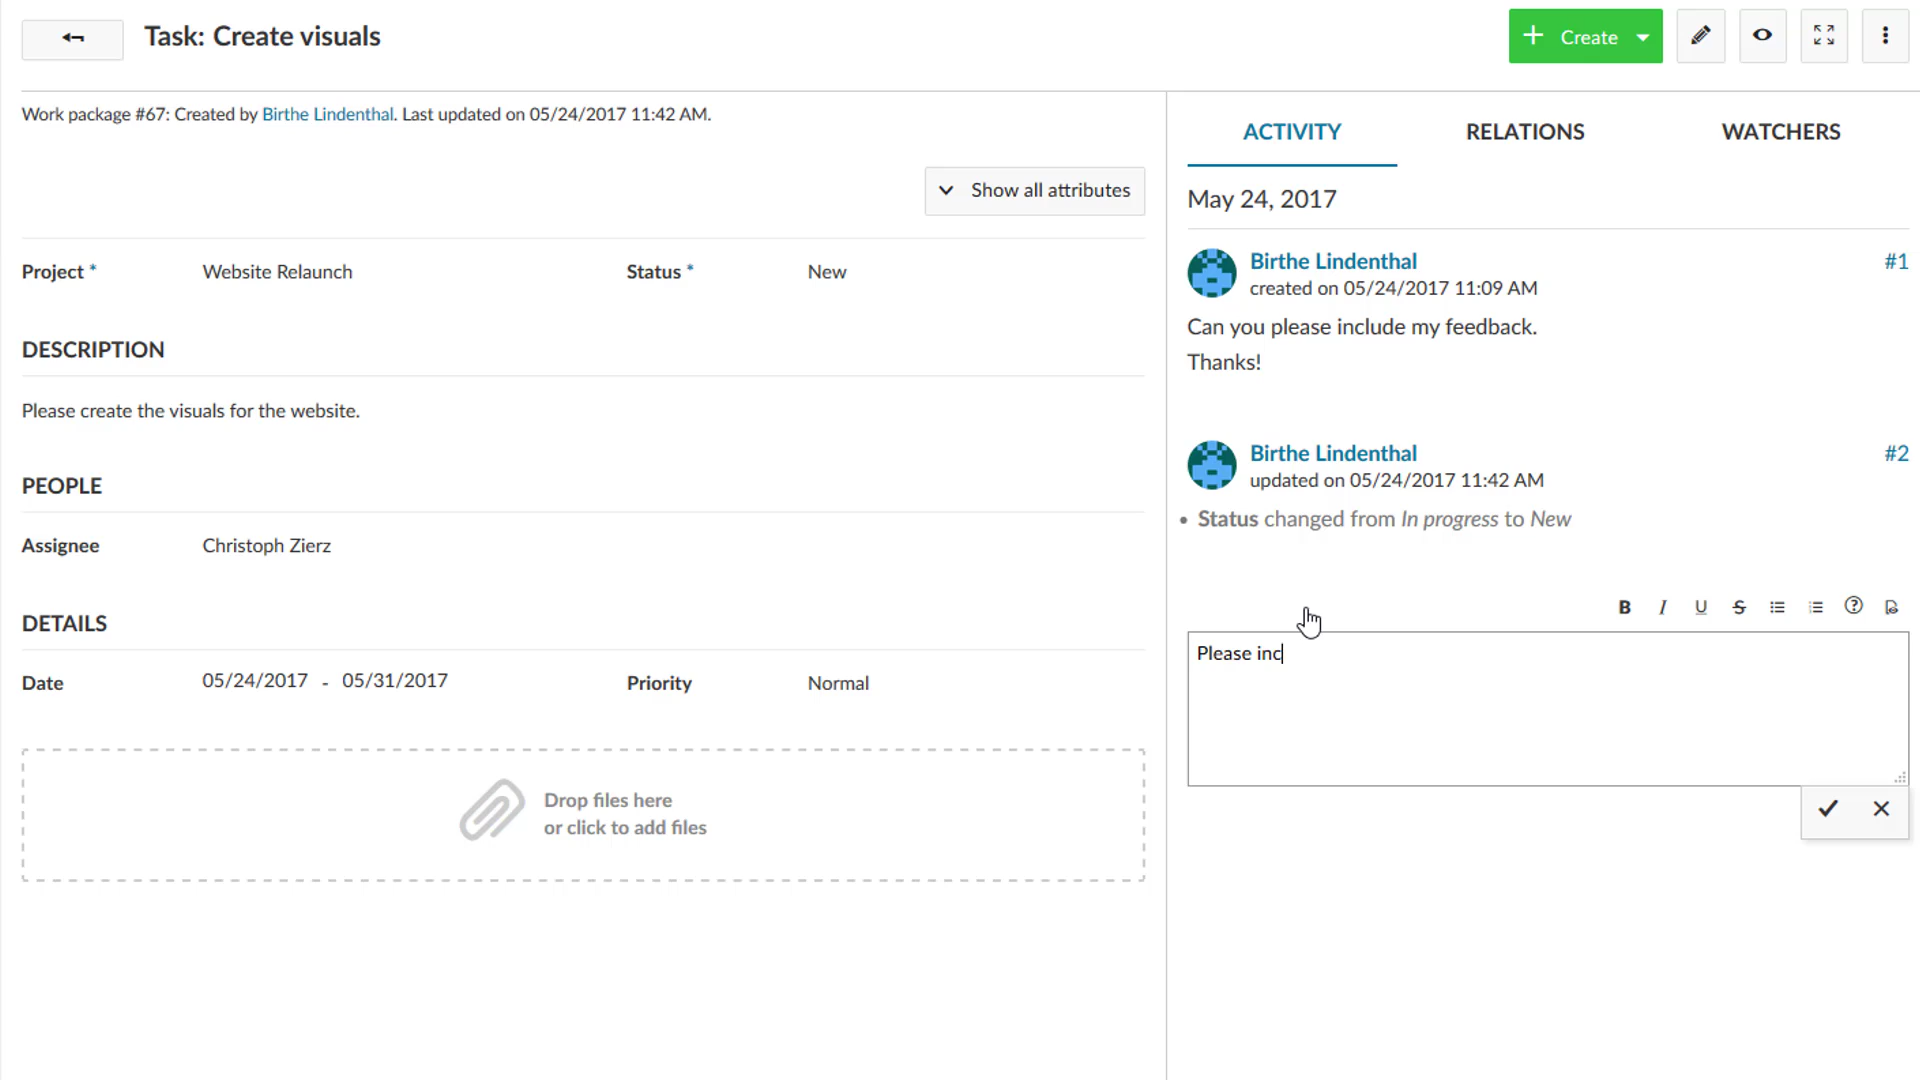 Task: Create visuals
Create
Work package #67: Created by Birthe Lindenthal. Last updated on 05/24/2017 11:42 AM.
Show all attributes
Project * Website Relaunch Status * New
DESCRIPTION
Please create the visuals for the website.
PEOPLE
Assignee Christoph Zierz
DETAILS
Date 05/24/2017 - 05/31/2017 Priority Normal
Drop files here
or click to add files
ACTIVITY RELATIONS WATCHERS
May 24, 2017
Birthe Lindenthal #1
created on 05/24/2017 11:09 AM
Can you please include my feedback.
Thanks!
Birthe Lindenthal #2
updated on 05/24/2017 11:42 AM
• Status changed from In progress to New
B I U S
Please inc